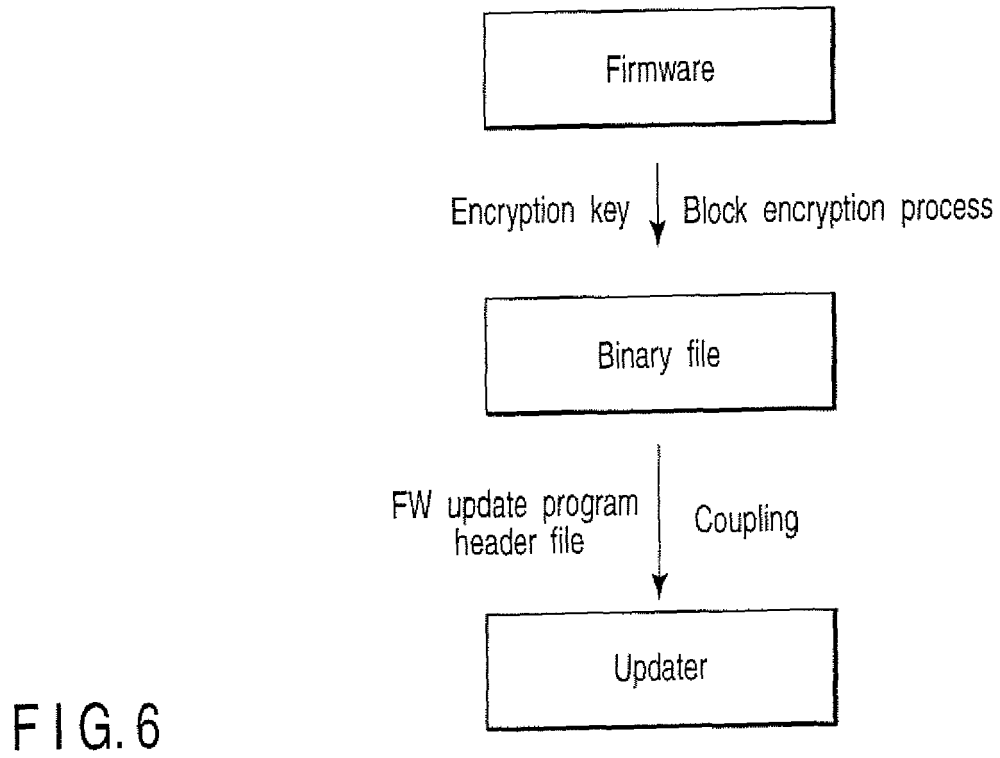 Firmware
Encryption key
Block encryption process
Binary file
FW update program
header file
Coupling
Updater
FIG. 6